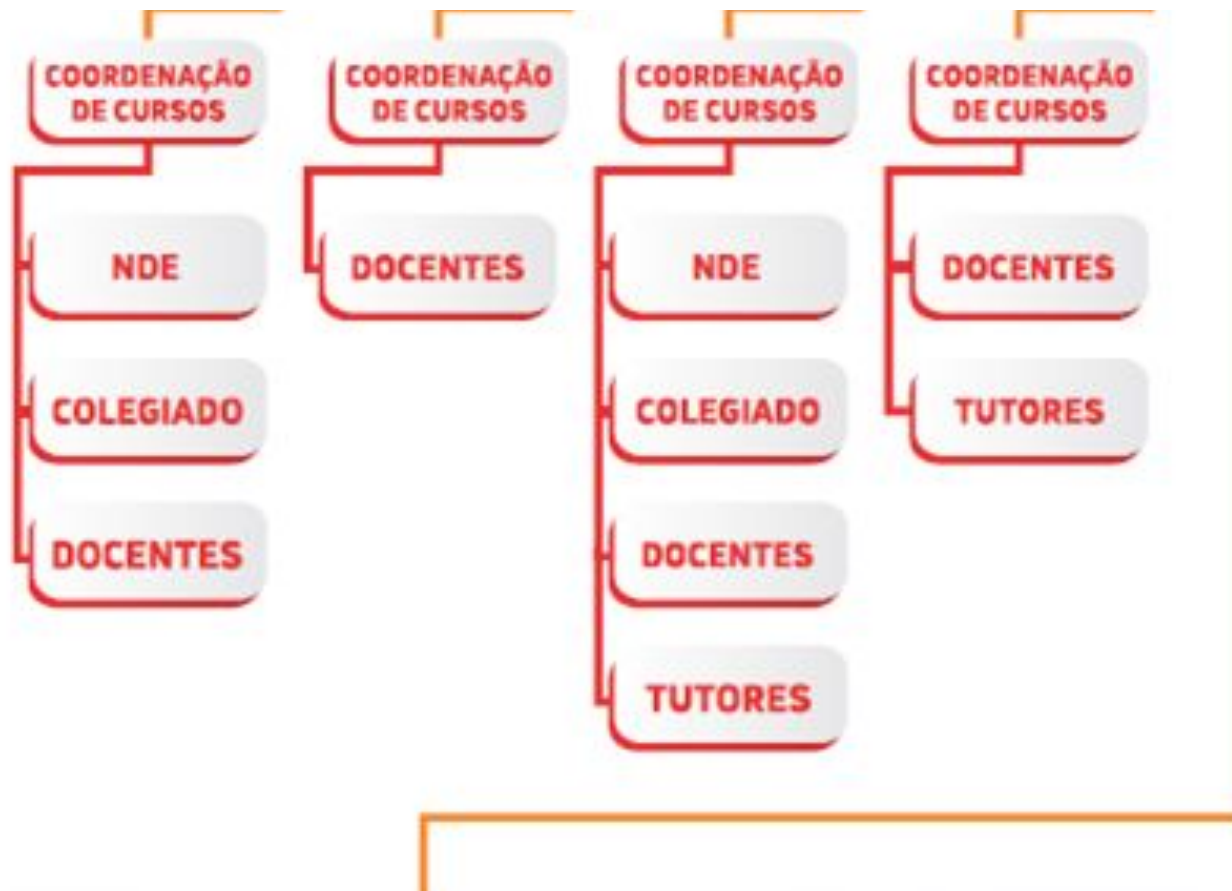 COORDENAÇÃO
DE CURSOS
NDE
COLEGIADO
DOCENTES
COORDENAÇÃO
DE CURSOS
DOCENTES
COORDENAÇÃO
DE CURSOS
NDE
COLEGIADO
DOCENTES
TUTORES
COORDENAÇÃO
DE CURSOS
DOCENTES
TUTORES